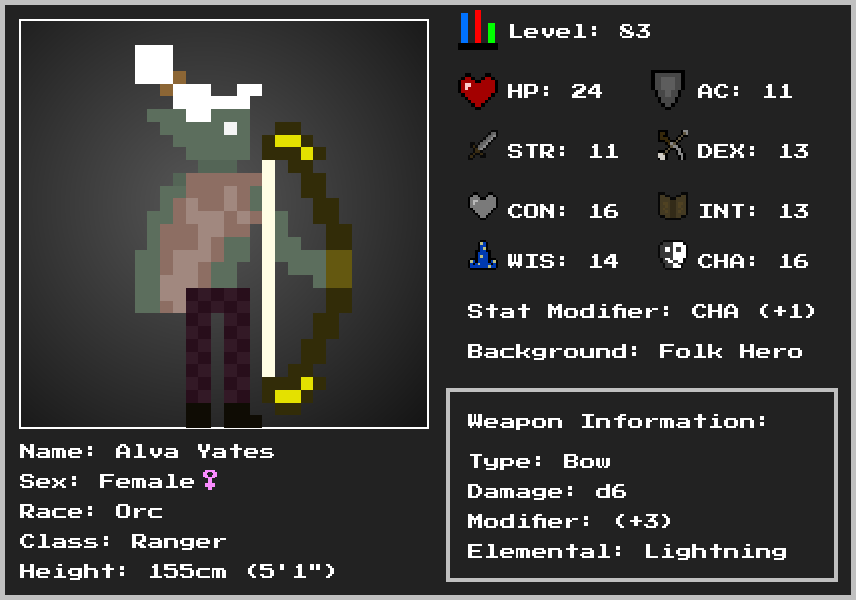 Level: 83
HP: 24
AC: 11
STR: 11
DEX: 13
CON: 16
INT: 13
WIS: 14
CHA: 16
Stat Modifier: CHA (+1)
Background: Folk Hero
Name: Alva Yates
Sex: Female♀
Race: Orc
Class: Ranger
Height: 155cm (5'1")
Weapon Information:
Type: Bow
Damage: d6
Modifier: (+3)
Elemental: Lightning